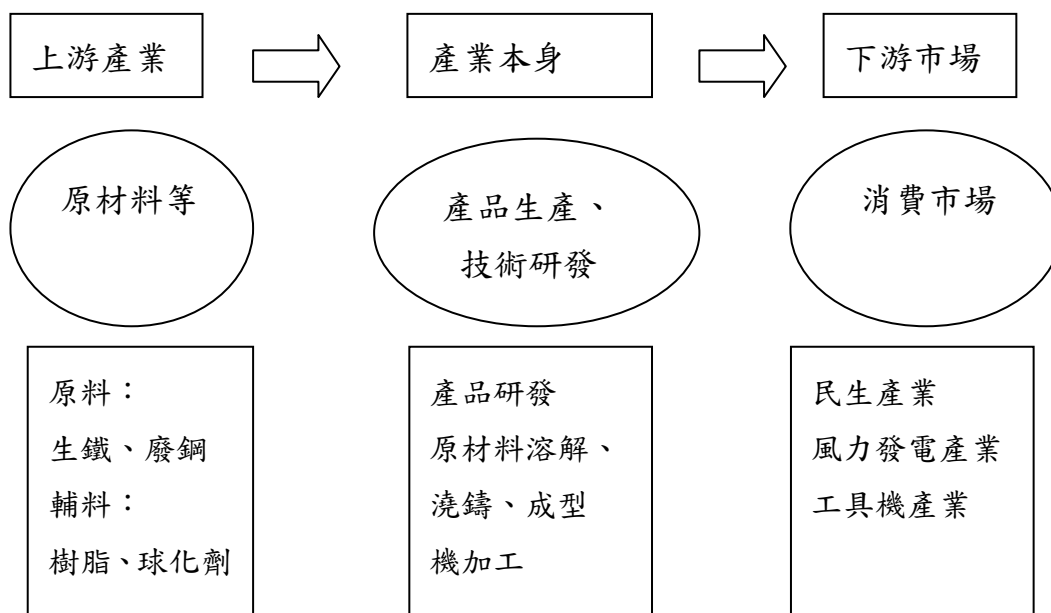 上游產業
產業本身
下游市場
原材料等
產品生產、
技術研發
消費市場
原料：
生鐵、廢鋼
輔料：
樹脂、球化劑
產品研發
原材料溶解、
澆鑄、成型
機加工
民生產業
風力發電產業
工具機產業